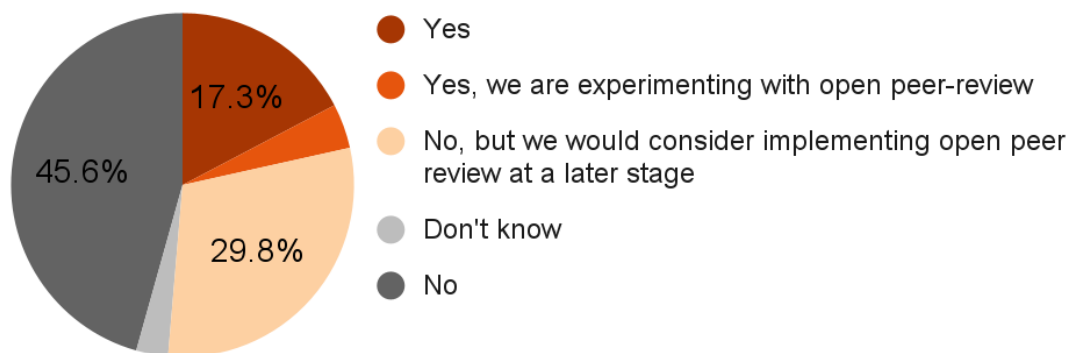 17.3%
45.6%
29.8%
Yes
Yes, we are experimenting with open peer-review
No, but we would consider implementing open peer
review at a later stage
Don't know
No